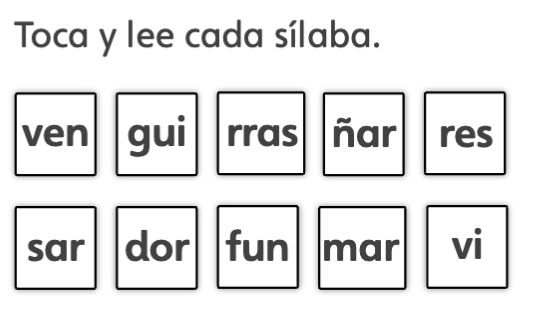 Toca y lee cada sílaba.
ven gui rras ñar res
sar dor fun mar vi